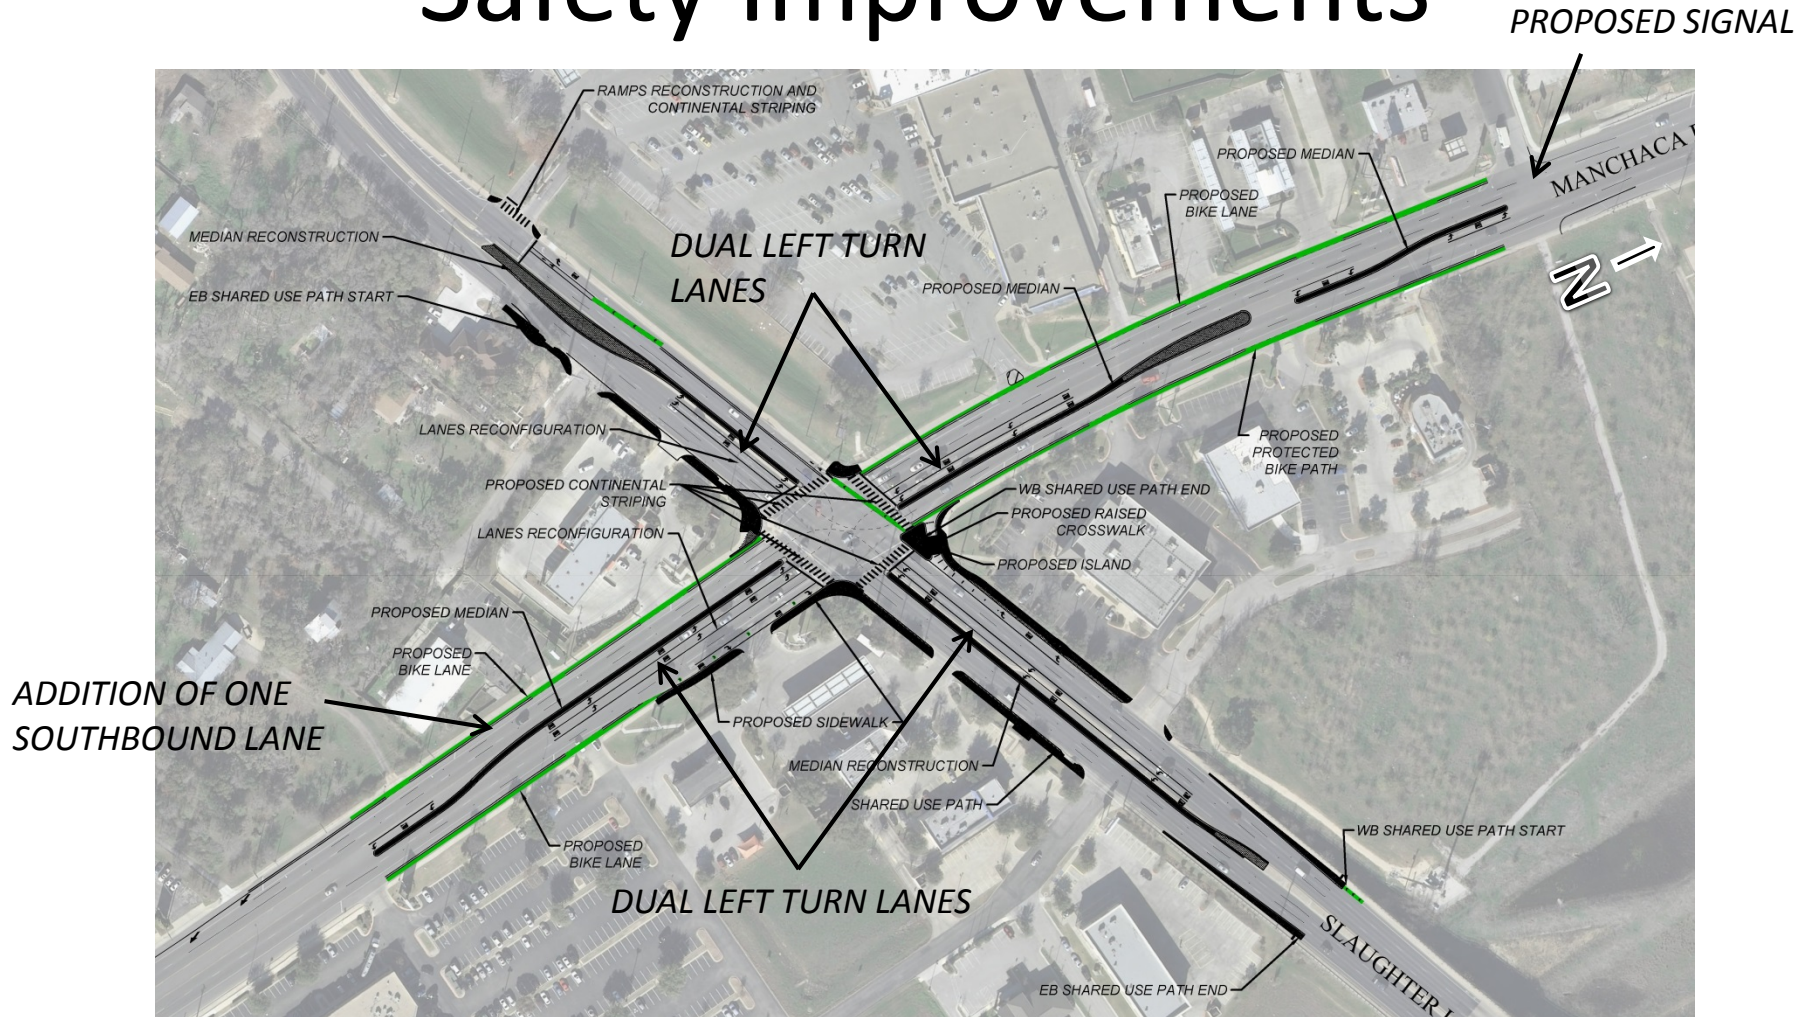 Safety Improvements
PROPOSED SIGNAL
RAMPS RECONSTRUCTION AND
CONTINENTAL STRIPING
PROPOSED MEDIAN
MANCHACA
PROPOSED
BIKE LANE
MEDIAN RECONSTRUCTION
DUAL LEFT TURN
LANES
N
EB SHARED USE PATH START
PROPOSED MEDIAN
LANES RECONFIGURATION
PROPOSED
PROTECTED
BIKE PATH
PROPOSED CONTINENTAL
STRIPING
WB SHARED USE PATH END
PROPOSED RAISED
CROSSWALK
LANES RECONFIGURATION
PROPOSED ISLAND
PROPOSED MEDIAN
PROPOSED
BIKE LANE
ADDITION OF ONE
SOUTHBOUND LANE
PROPOSED SIDEWALK
MEDIAN RECONSTRUCTION
SHARED USE PATH
WB SHARED USE PATH START
PROPOSED
BIKE LANE
DUAL LEFT TURN LANES
SLAUGHTER
EB SHARED USE PATH END